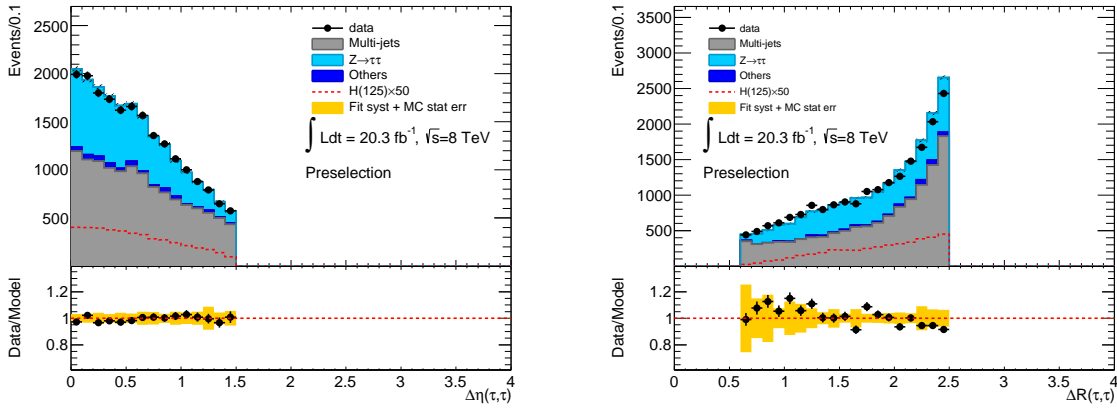 Events/0.1
2500
2000
1500
1000
500
data
Multi-jets
Z→ττ
Others
H(125)×50
Fit syst + MC stat err
∫ Ldt = 20.3 fb⁻¹, √s=8 TeV
Preselection
Data/Model
1.2
1
0.8
0 0.5 1 1.5 2 2.5 3 3.5 4
Δη(τ,τ)
Events/0.1
3500
3000
2500
2000
1500
1000
500
data
Multi-jets
Z→ττ
Others
H(125)×50
Fit syst + MC stat err
∫ Ldt = 20.3 fb⁻¹, √s=8 TeV
Preselection
Data/Model
1.2
1
0.8
0 0.5 1 1.5 2 2.5 3 3.5 4
ΔR(τ,τ)